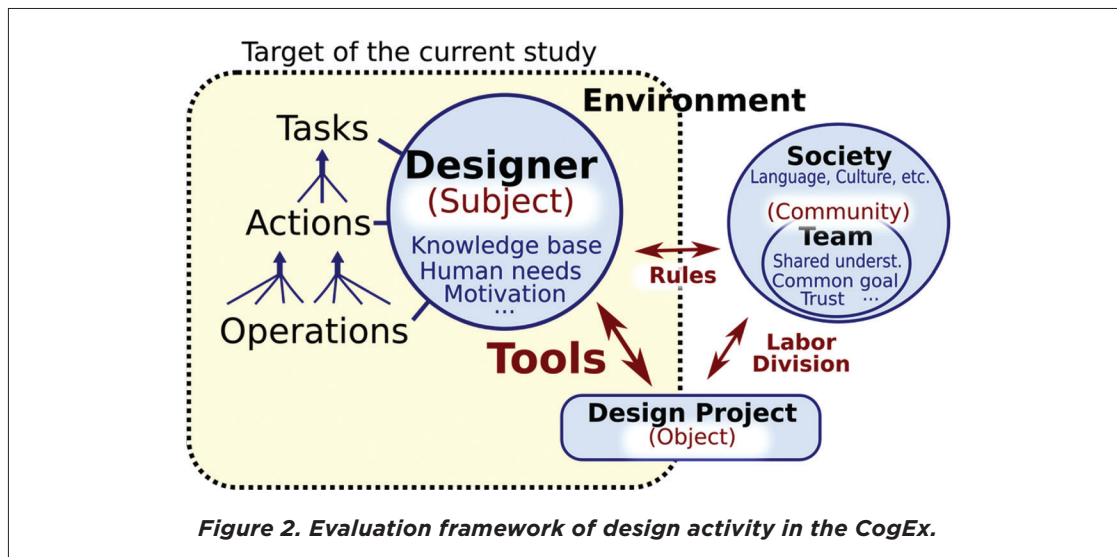 Target of the current study
Environment
Tasks
Designer
(Subject)
Actions
Knowledge base
Human needs
Motivation
...
Operations
Society
Language, Culture, etc.
(Community)
Team
Shared underst.
Common goal
Trust ...
Rules
Tools
Labor
Division
Design Project
(Object)
Figure 2. Evaluation framework of design activity in the CogEx.